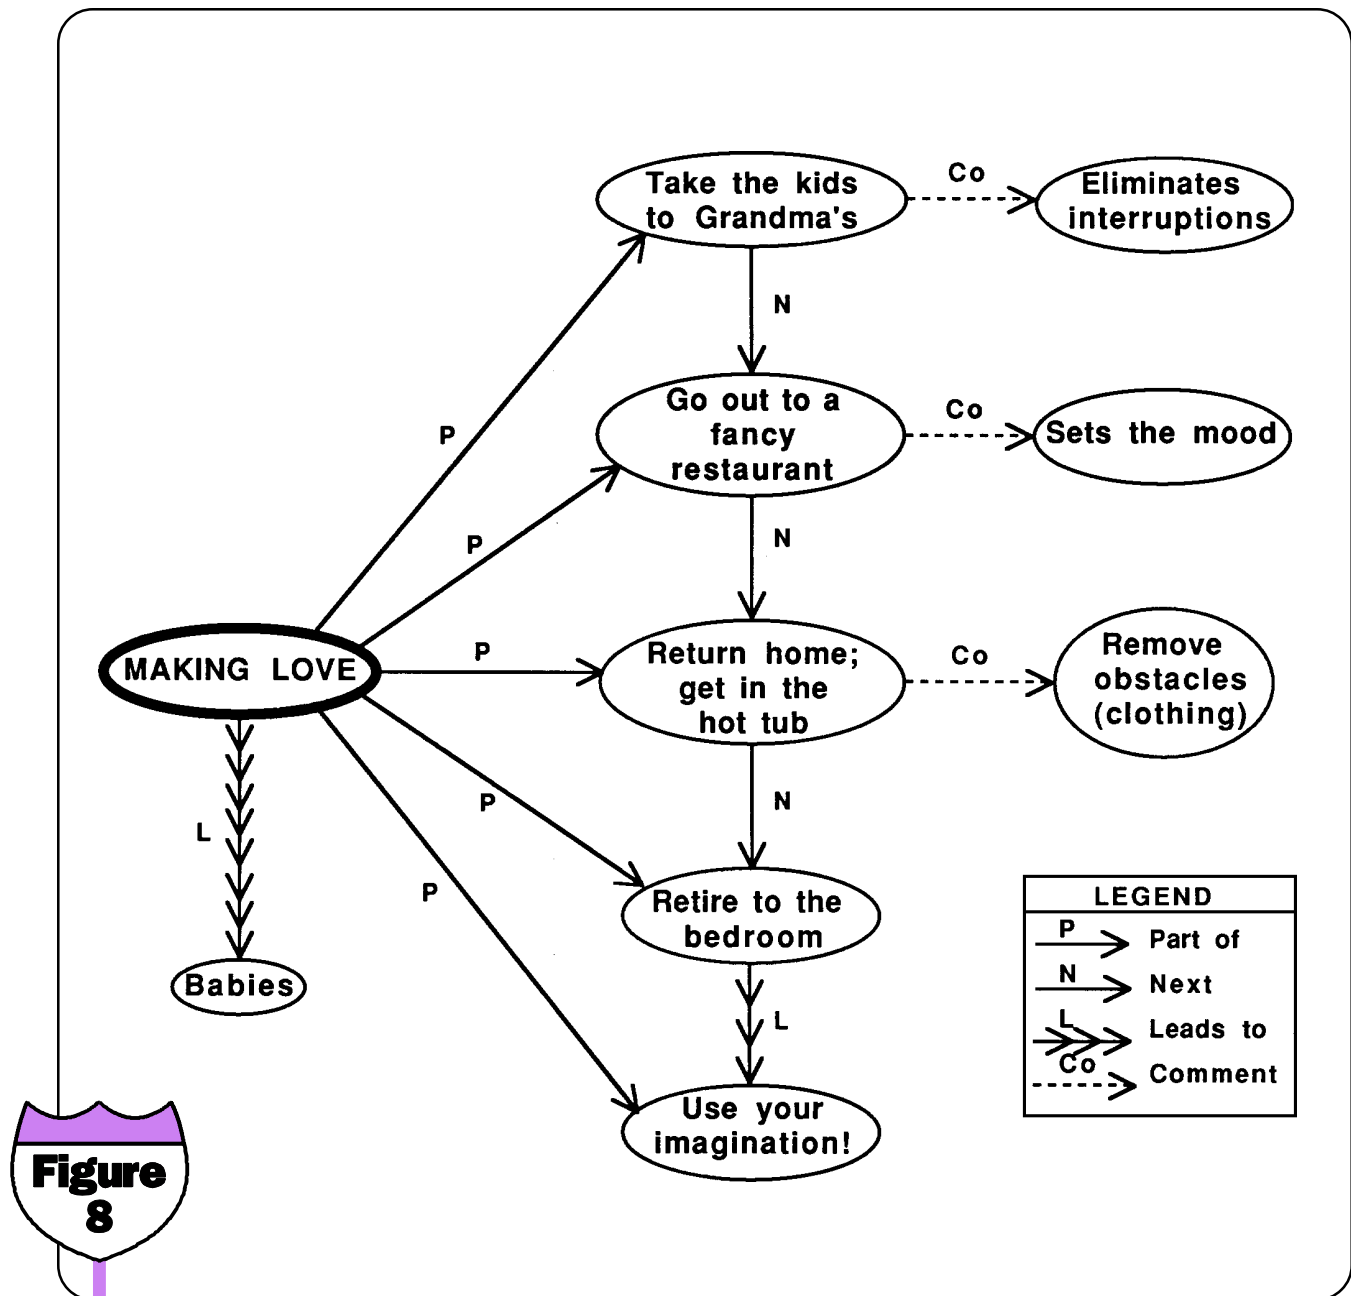 Take the kids
to Grandma's
Co
Eliminates
interruptions
N
P
Go out to a
fancy
restaurant
Co
Sets the mood
P
N
MAKING LOVE
P
Return home;
get in the
hot tub
Co
Remove
obstacles
(clothing)
P
N
L
P
Retire to the
bedroom
Babies
L
Use your
imagination!
LEGEND
P
Part of
N
Next
L
Leads to
Co
Comment
Figure
8